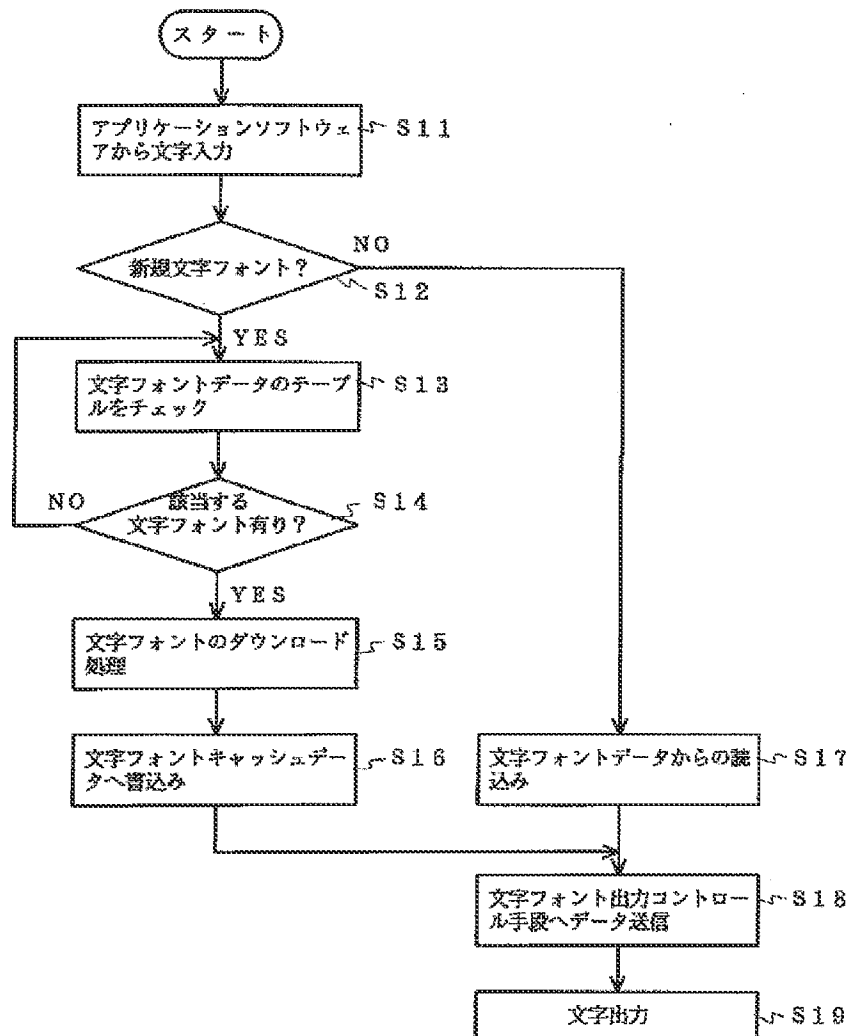 スタート
アプリケーションソフトウェ
アから文字入力
S11
新規文字フォント?
NO
S12
YES
文字フォントデータのテーブ
ルをチェック
S13
該当する
文字フォント有り?
S14
NO
YES
文字フォントのダウンロード
処理
S15
文字フォントキャッシュデー
タへ書込み
S16
文字フォントデータからの読
込み
S17
文字フォント出力コントロー
ル手段へデータ送信
S18
文字出力
S19